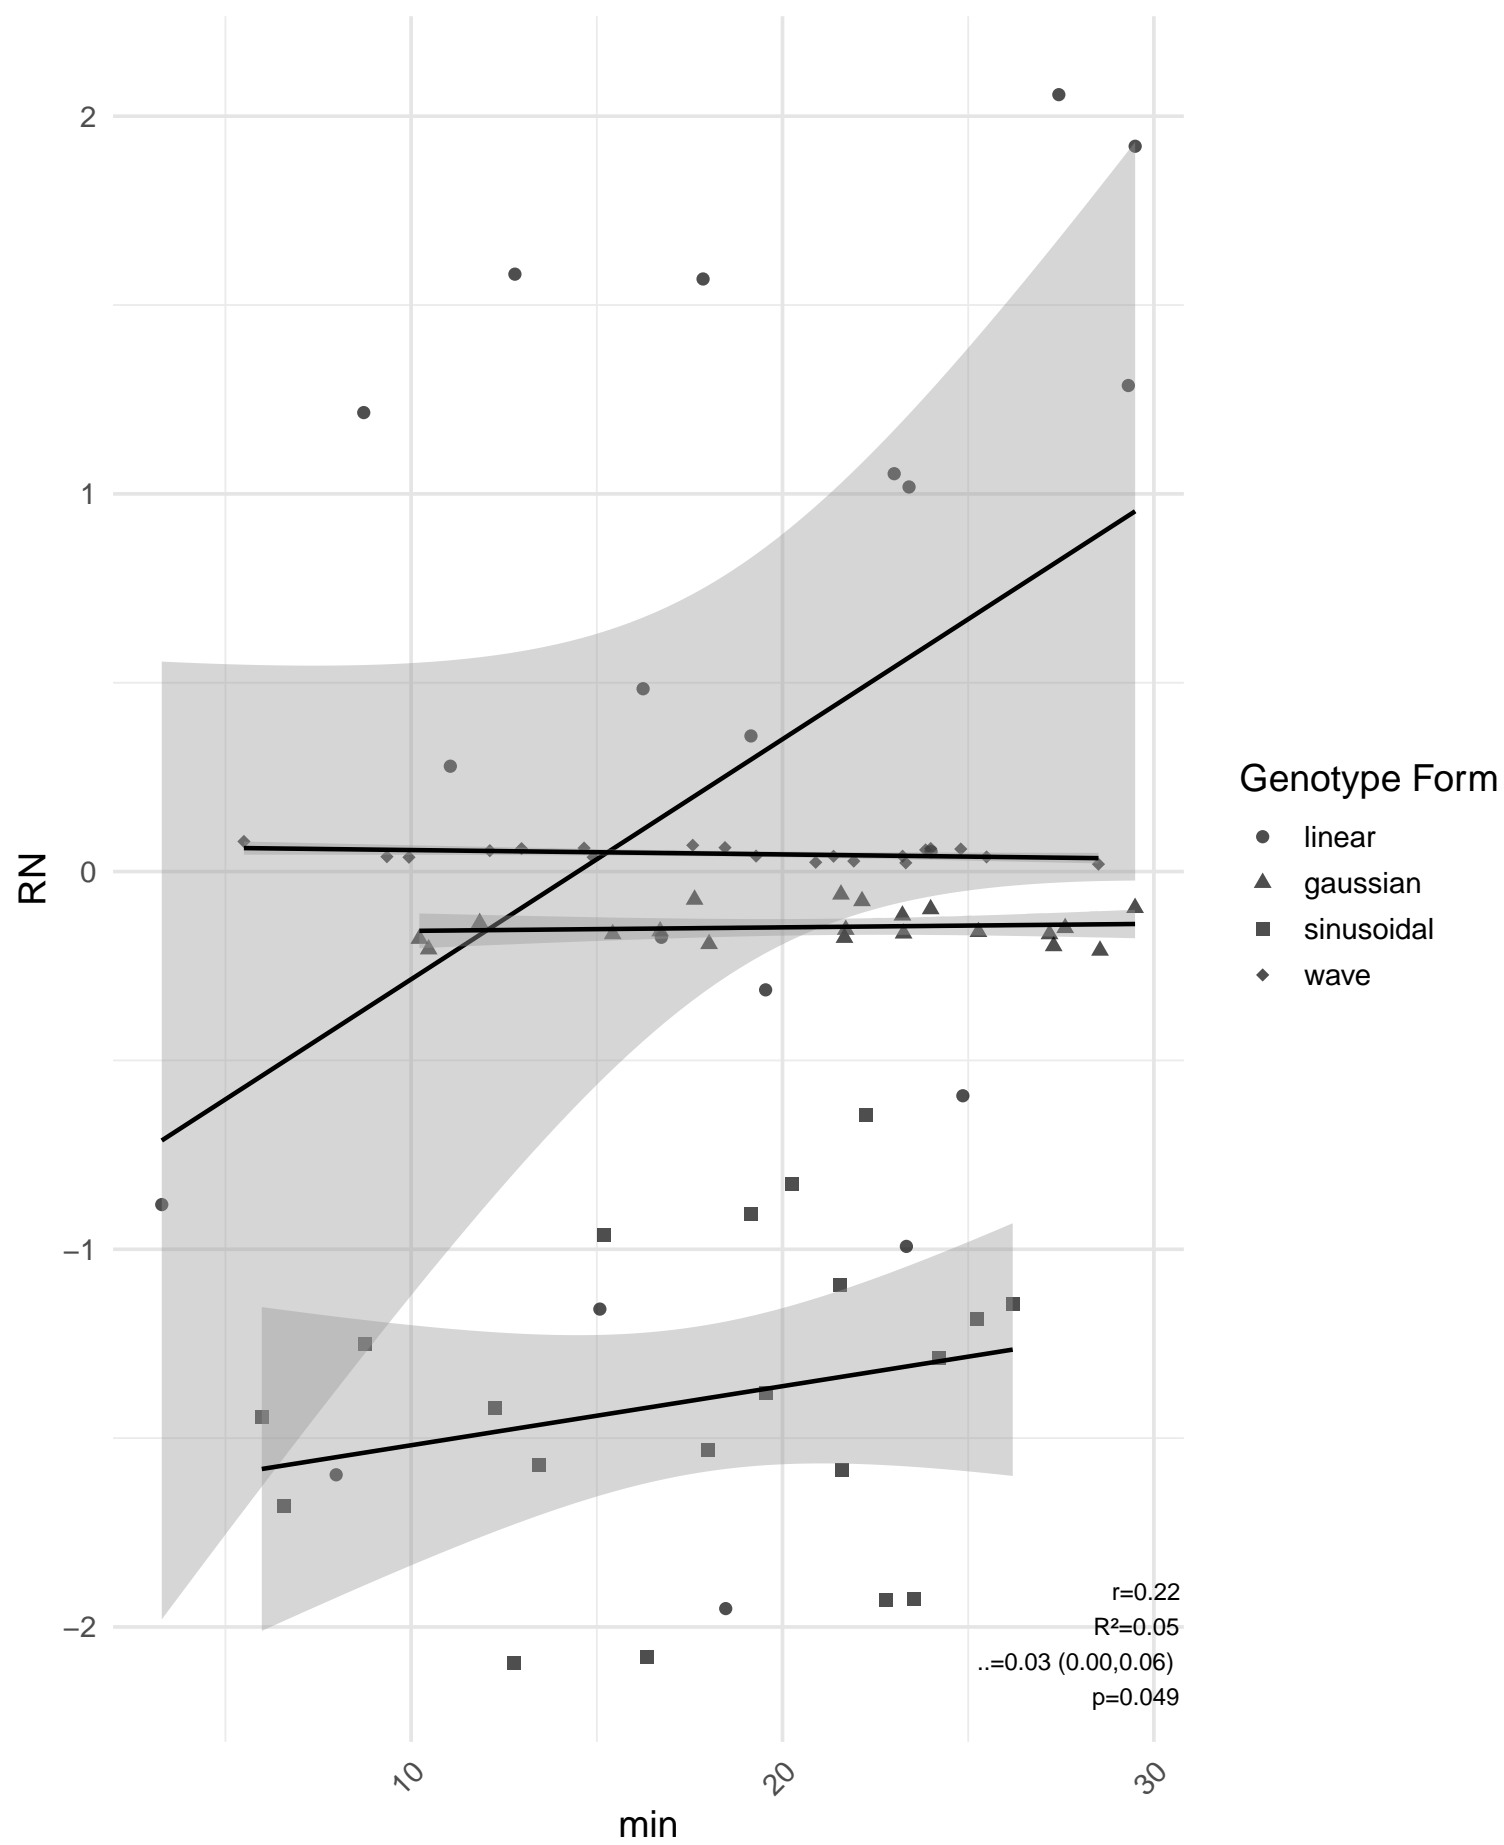 2
1
0
−1
−2
RN
10
20
30
min
Genotype Form
linear
gaussian
sinusoidal
wave
r=0.22
R²=0.05
..=0.03 (0.00,0.06)
p=0.049